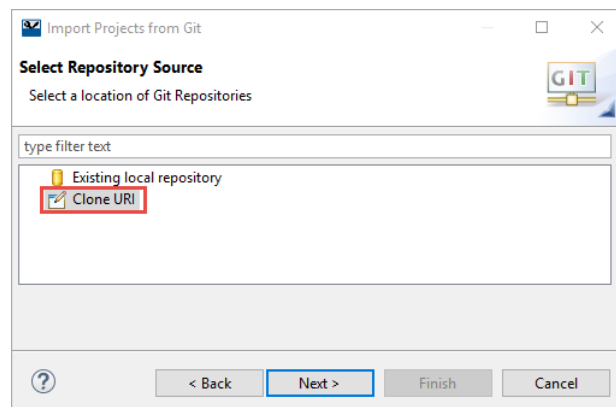 Import Projects from Git
Select Repository Source
Select a location of Git Repositories
GIT
type filter text
Existing local repository
Clone URI
?
< Back
Next >
Finish
Cancel